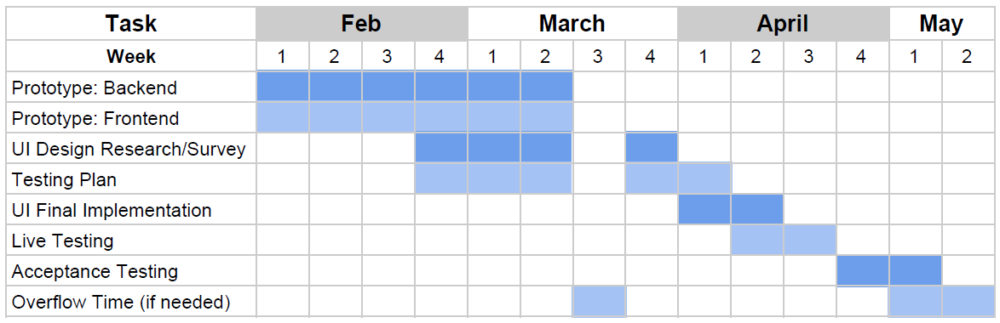 Task Feb March April May
Week 1 2 3 4 1 2 3 4 1 2 3 4 1 2
Prototype: Backend
Prototype: Frontend
UI Design Research/Survey
Testing Plan
UI Final Implementation
Live Testing
Acceptance Testing
Overflow Time (if needed)